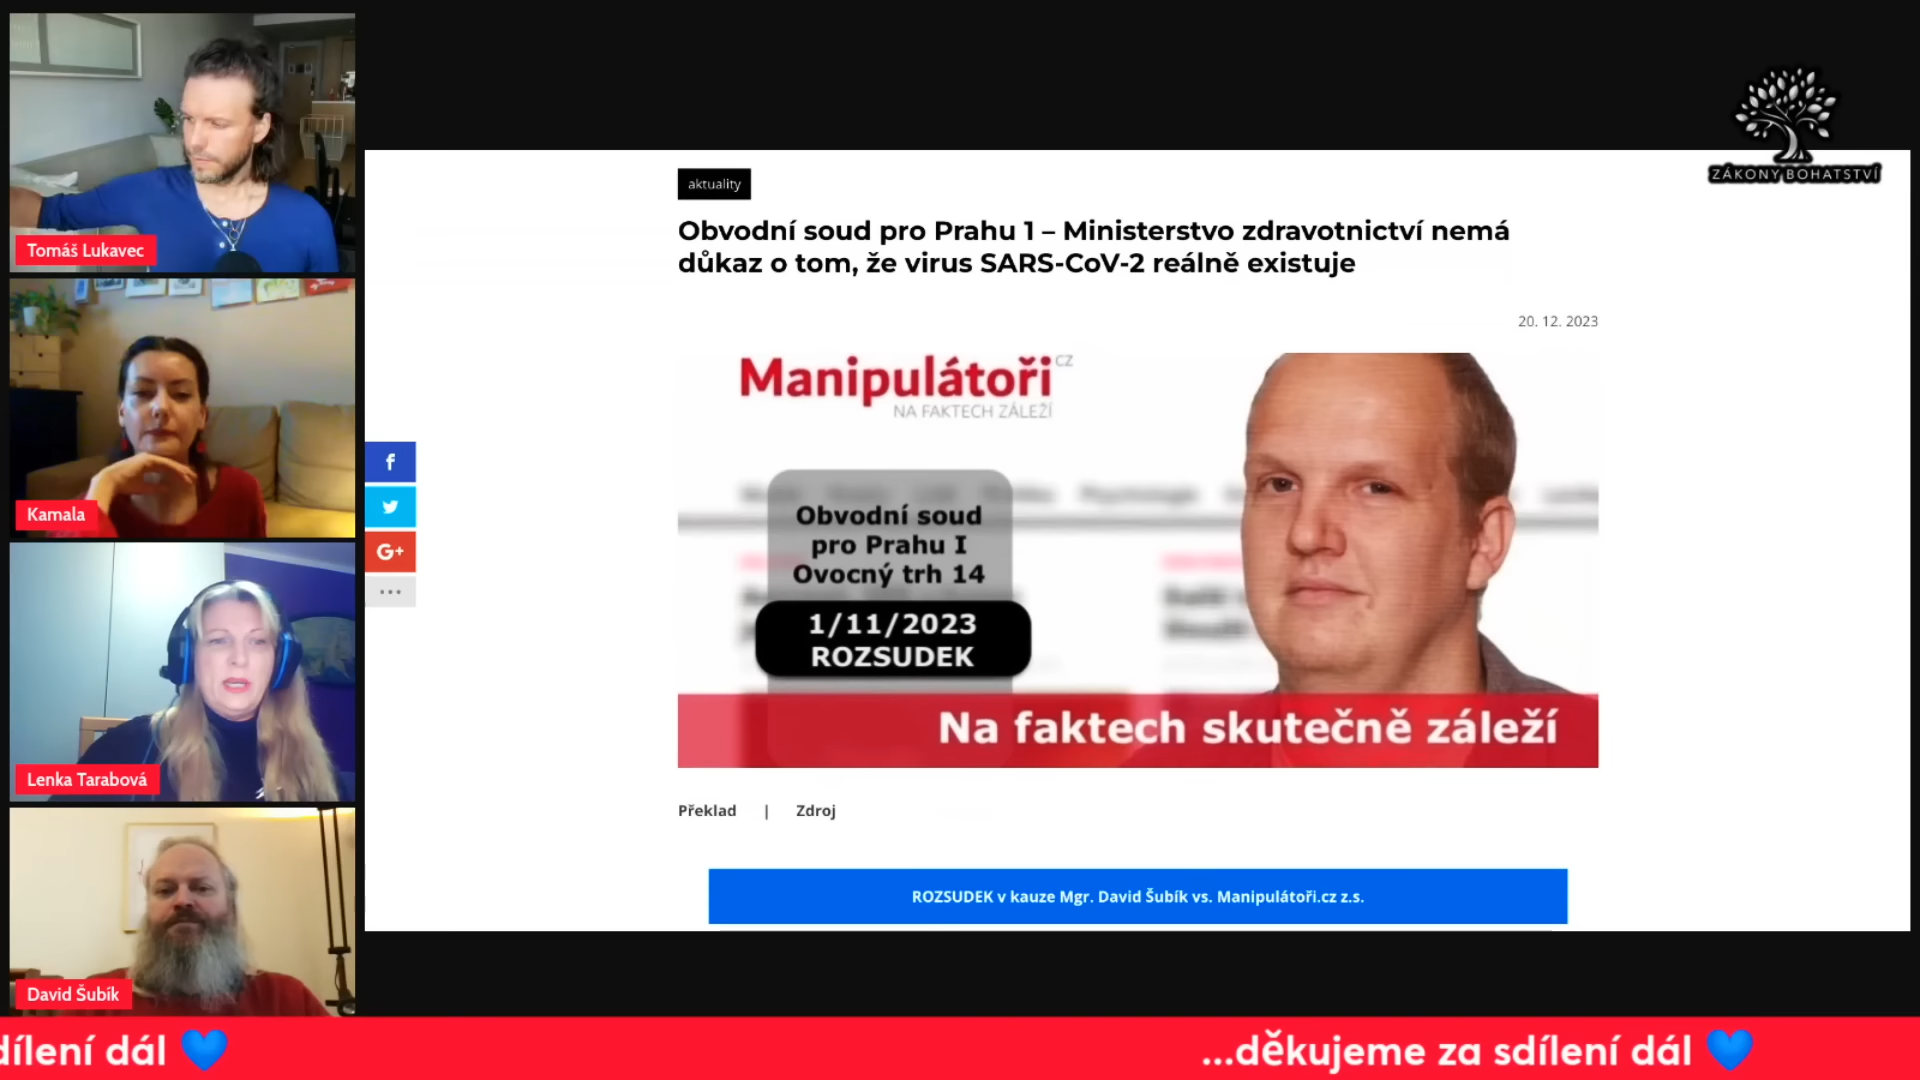 Tomáš Lukavec
Kamala
Lenka Tarabová
David Šubík
ZÁKONY BOHATSTVÍ
aktuality
Obvodní soud pro Prahu 1 – Ministerstvo zdravotnictví nemá
důkaz o tom, že virus SARS-CoV-2 reálně existuje
20. 12. 2023
Manipulátoři CZ
NA FAKTECH ZÁLEŽÍ
Obvodní soud
pro Prahu I
Ovocný trh 14
1/11/2023
ROZSUDEK
Na faktech skutečně záleží
f
G+
Překlad | Zdroj
ROZSUDEK v kauze Mgr. David Šubík vs. Manipulátoři.cz z.s.
dílení dál 💙 ...děkujeme za sdílení dál 💙